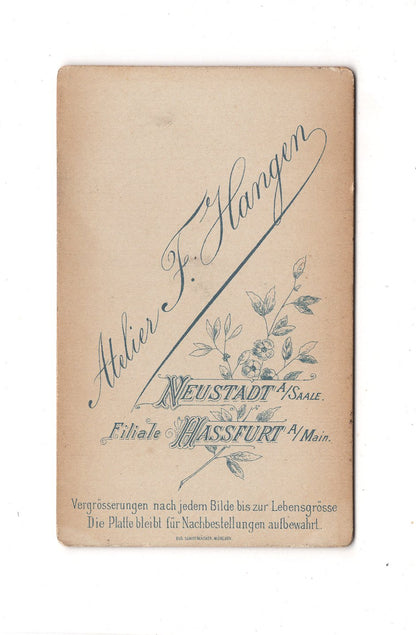 Atelier F. Hangen
NEUSTADT A/SAALE.
Filiale HASSFURT A/Main.
Vergrösserungen nach jedem Bilde bis zur Lebensgrösse
Die Platte bleibt für Nachbestellungen aufbewahrt.